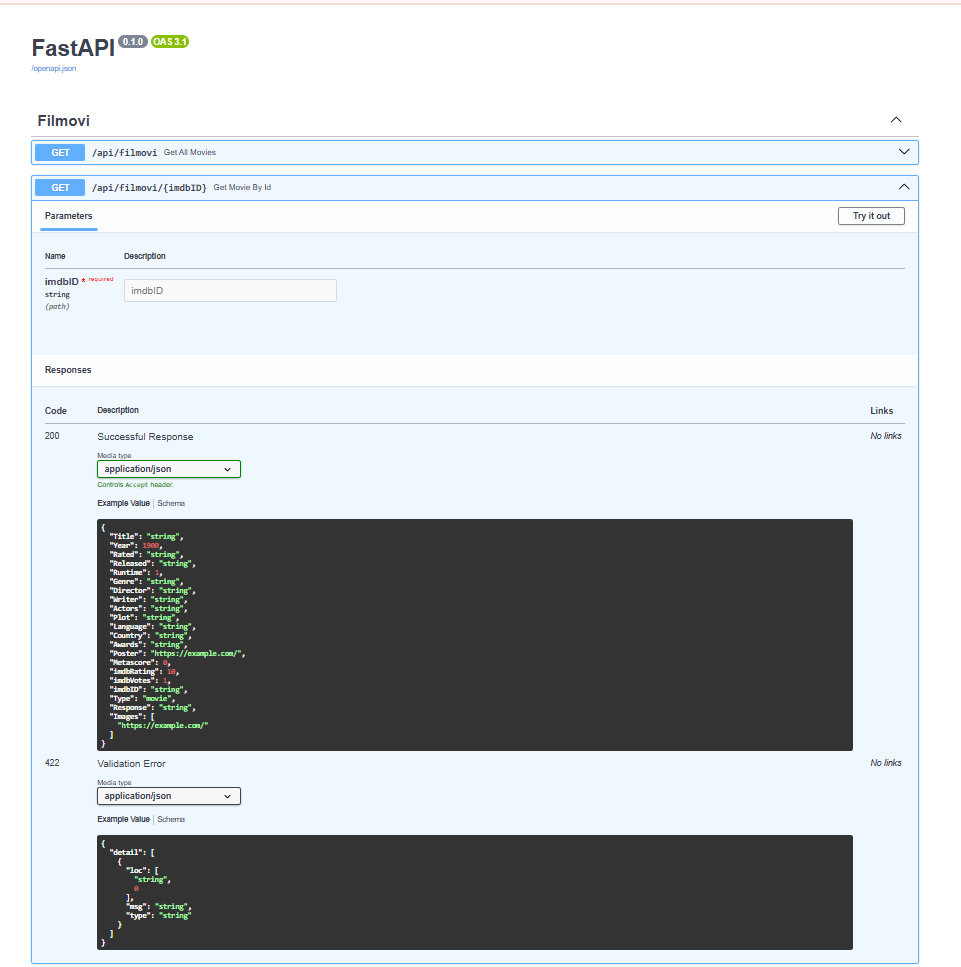 FastAPI 0.1.0 OAS 3.1
/openapi.json
Filmovi
GET /api/filmovi Get All Movies
GET /api/filmovi/{imdbID} Get Movie By Id
Parameters Try it out
Name Description
imdbID * required imdbID
string
(path)
Responses
Code Description Links
200 Successful Response No links
Media type
application/json
Controls Accept header.
Example Value | Schema
{
"Title": "string",
"Year": 1900,
"Rated": "string",
"Released": "string",
"Runtime": 1,
"Genre": "string",
"Director": "string",
"Writer": "string",
"Actors": "string",
"Plot": "string",
"Language": "string",
"Country": "string",
"Awards": "string",
"Poster": "https://example.com/",
"Metascore": 0,
"imdbRating": 10,
"imdbVotes": 1,
"imdbID": "string",
"Type": "movie",
"Response": "string",
"Images": [
"https://example.com/"
]
}
422 Validation Error No links
Media type
application/json
Example Value | Schema
{
"detail": [
{
"loc": [
"string",
0
],
"msg": "string",
"type": "string"
}
]
}